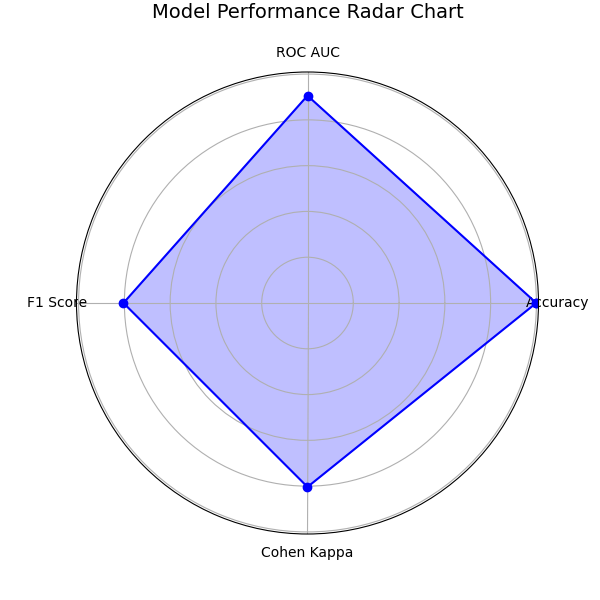 Model Performance Radar Chart
ROC AUC
F1 Score
Accuracy
Cohen Kappa